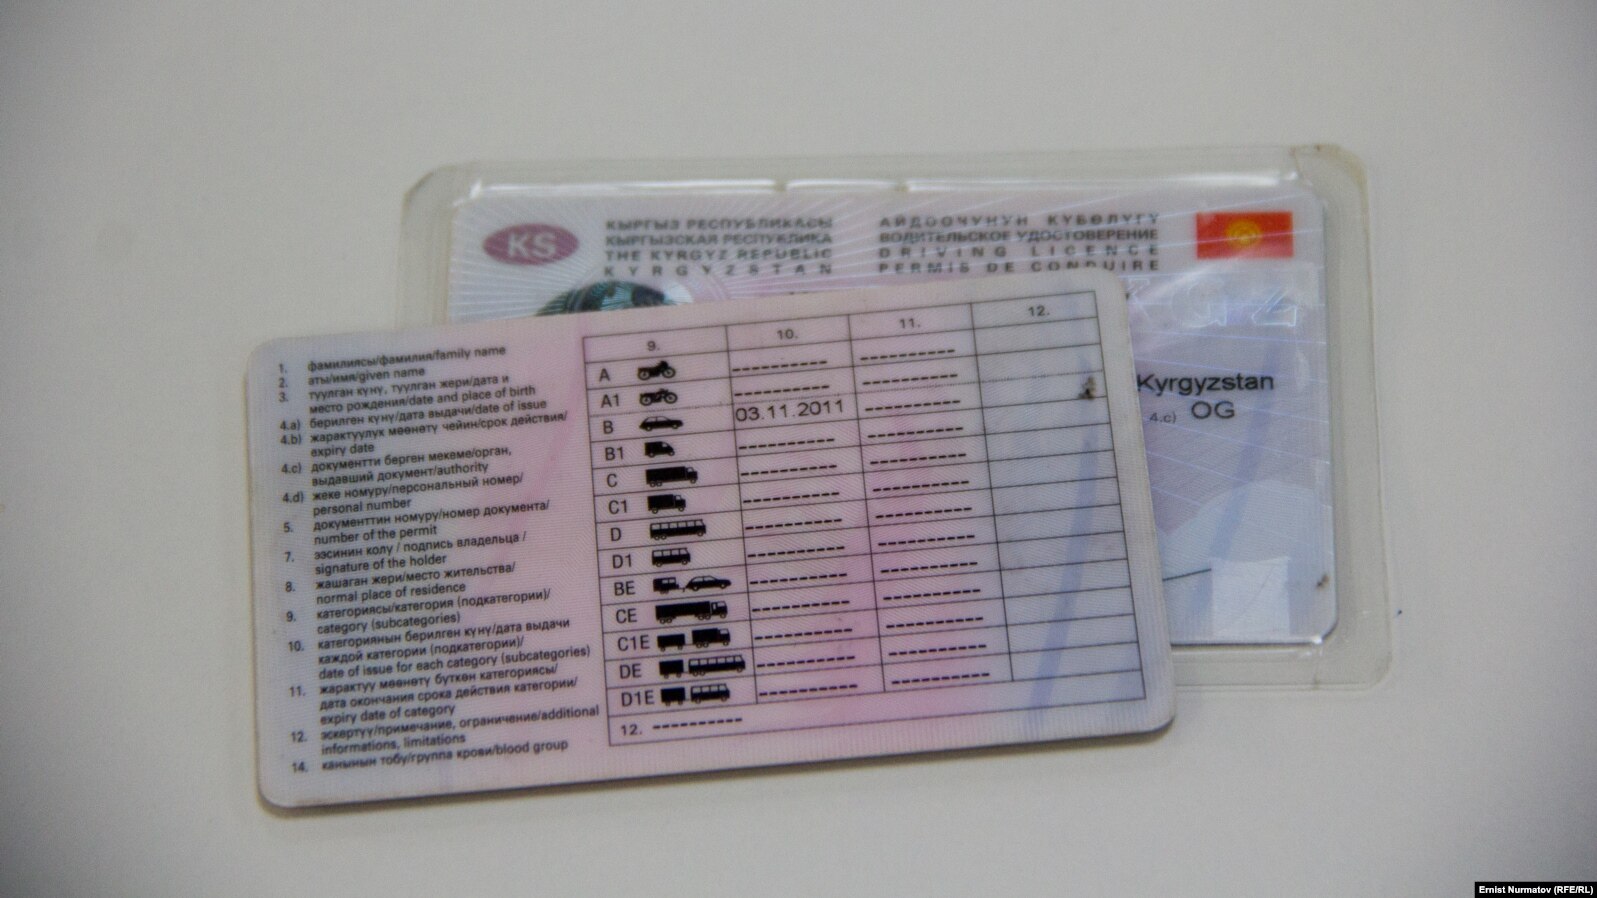 KS
КЫРГЫЗ РЕСПУБЛИКАСЫ
КЫРГЫЗСКАЯ РЕСПУБЛИКА
THE KYRGYZ REPUBLIC
KYRGYZSTAN
АЙДООЧУНУН КҮБӨЛҮГҮ
ВОДИТЕЛЬСКОЕ УДОСТОВЕРЕНИЕ
DRIVING LICENCE
PERMIS DE CONDUIRE
KGZ
Kyrgyzstan
4.c) OG
1. фамилиясы/фамилия/family name
2. аты/имя/given name
3. туулган күнү, туулган жери/дата и
место рождения/date and place of birth
4.a) берилген күнү/дата выдачи/date of issue
4.b) жарактуулук мөөнөтү чейин/срок действия/
expiry date
4.c) документти берген мекеме/орган,
выдавший документ/authority
4.d) жеке номуру/персональный номер/
personal number
5. документтин номуру/номер документа/
number of the permit
7. ээсинин колу / подпись владельца /
signature of the holder
8. жашаган жери/место жительства/
normal place of residence
9. категориясы/категория (подкатегории)/
category (subcategories)
10. категориянын берилген күнү/дата выдачи
каждой категории (подкатегории)/
date of issue for each category (subcategories)
11. жарактуу мөөнөтү бүткөн категориясы/
дата окончания срока действия категории/
expiry date of category
12. эскертүү/примечание, ограничение/additional
informations, limitations
14. канынын тобу/группа крови/blood group
9. 10. 11. 12.
A ---------- ----------
A1 ---------- ----------
B 03.11.2011 ----------
B1 ---------- ----------
C ---------- ----------
C1 ---------- ----------
D ---------- ----------
D1 ---------- ----------
BE ---------- ----------
CE ---------- ----------
C1E ---------- ----------
DE ---------- ----------
D1E ---------- ----------
12. ----------
Ernist Nurmatov (RFE/RL)